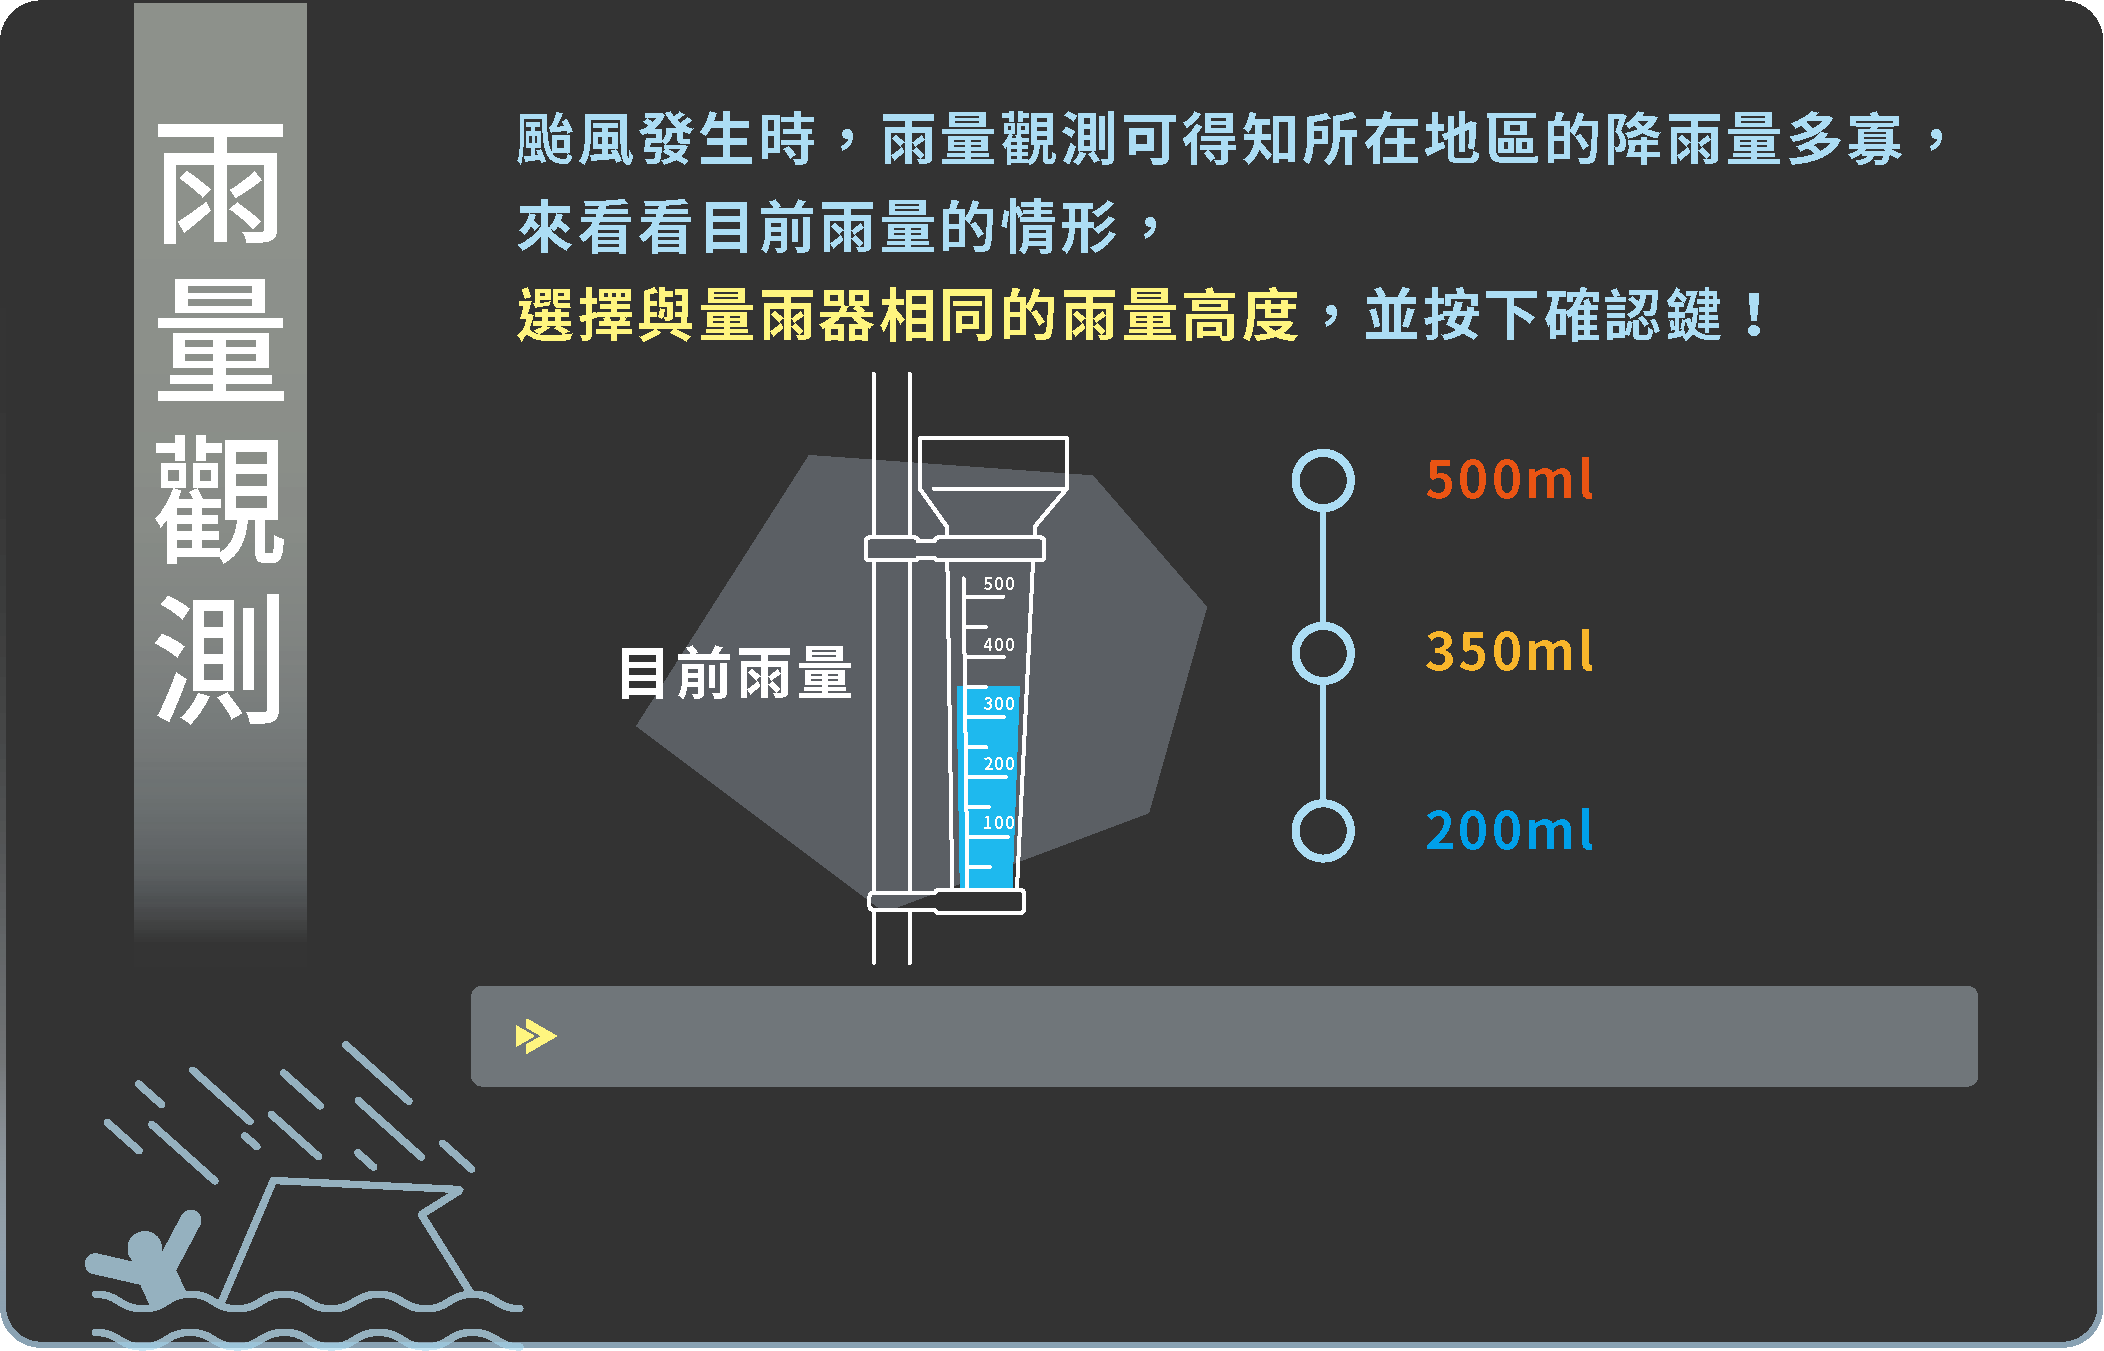 雨量觀測
颱風發生時，雨量觀測可得知所在地區的降雨量多寡，
來看看目前雨量的情形，
選擇與量雨器相同的雨量高度，並按下確認鍵！
目前雨量
500
400
300
200
100
500ml
350ml
200ml